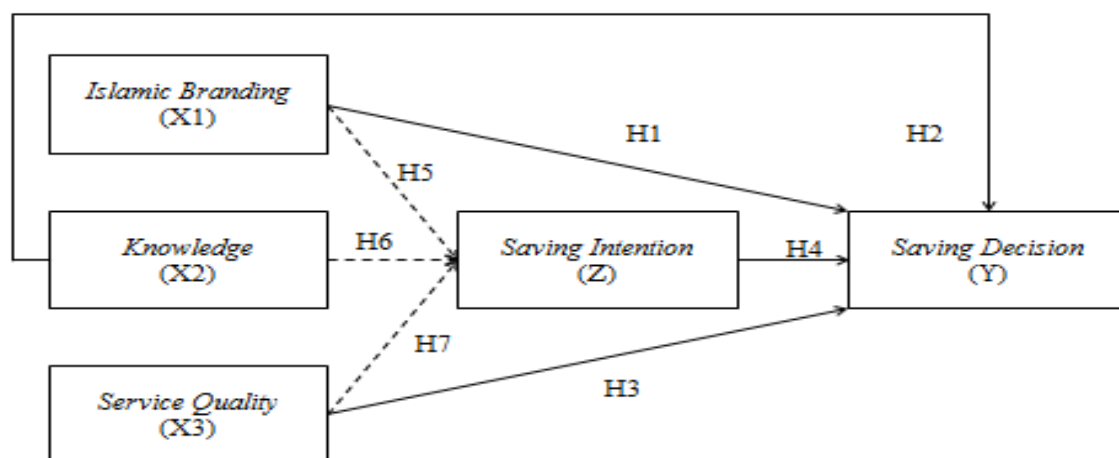 Islamic Branding
(X1)
H1
H2
H5
Knowledge
(X2)
H6
Saving Intention
(Z)
H4
Saving Decision
(Y)
H7
Service Quality
(X3)
H3